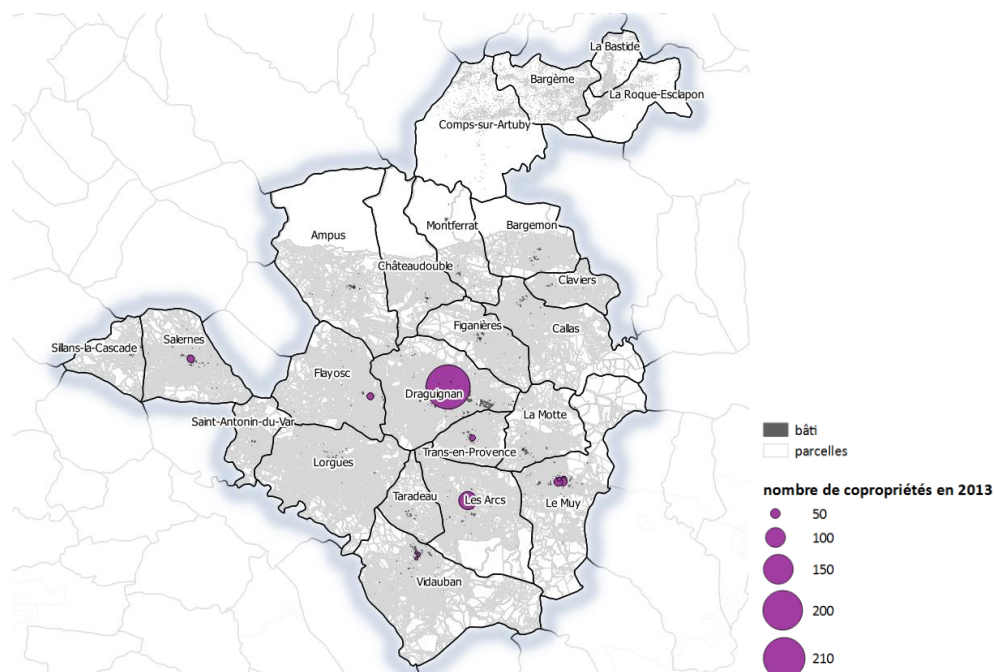 La Bastide
Bargème
La Roque-Esclapon
Comps-sur-Artuby
Montferrat
Bargemon
Ampus
Châteaudouble
Claviers
Figanières
Callas
Salernes
Sillans-la-Cascade
Flayosc
Draguignan
La Motte
Saint-Antonin-du-Var
Trans-en-Provence
Lorgues
Taradeau
Les Arcs
Le Muy
Vidauban
bâti
parcelles
nombre de copropriétés en 2013
50
100
150
200
210